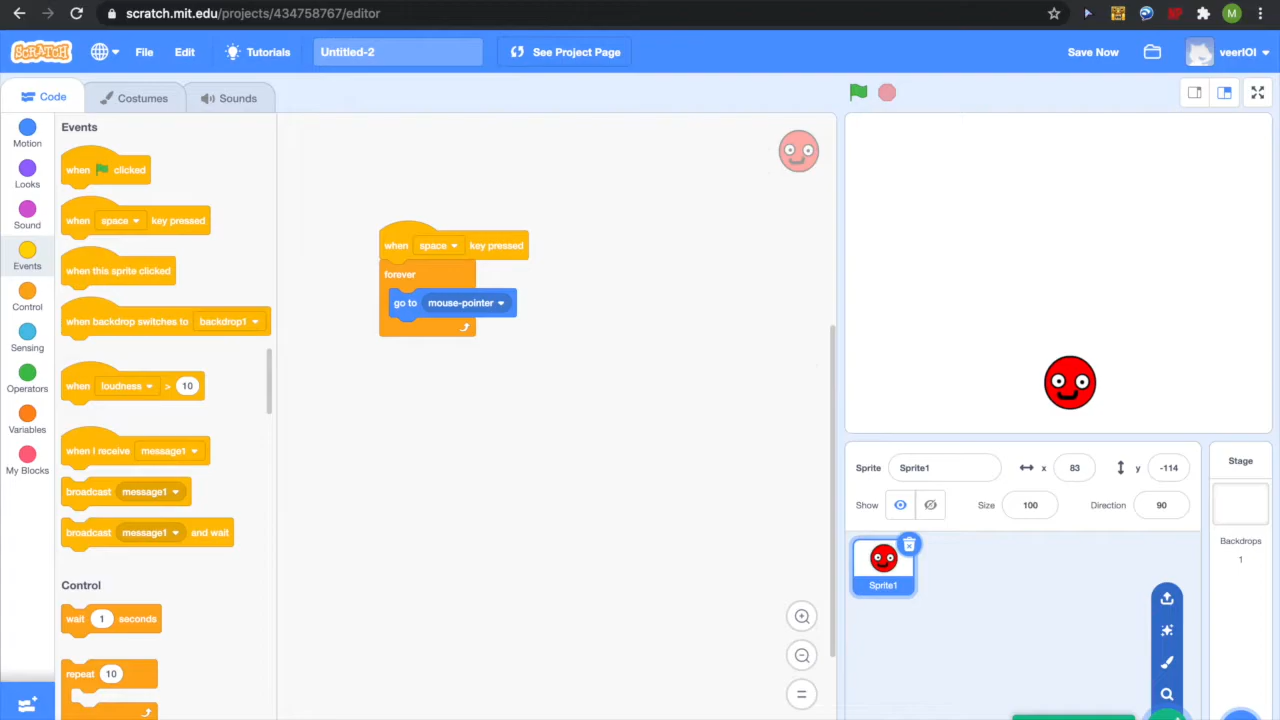 scratch.mit.edu/projects/434758767/editor
M
SCRATCH
File
Edit
Tutorials
Untitled-2
See Project Page
Save Now
veerIOI
Code
Costumes
Sounds
Motion
Looks
Sound
Events
Control
Sensing
Operators
Variables
My Blocks
Events
when clicked
when space key pressed
when this sprite clicked
when backdrop switches to backdrop1
when loudness > 10
when I receive message1
broadcast message1
broadcast message1 and wait
Control
wait 1 seconds
repeat 10
when space key pressed
forever
go to mouse-pointer
Sprite Sprite1 x 83 y -114
Show Size 100 Direction 90
Sprite1
Stage
Backdrops
1